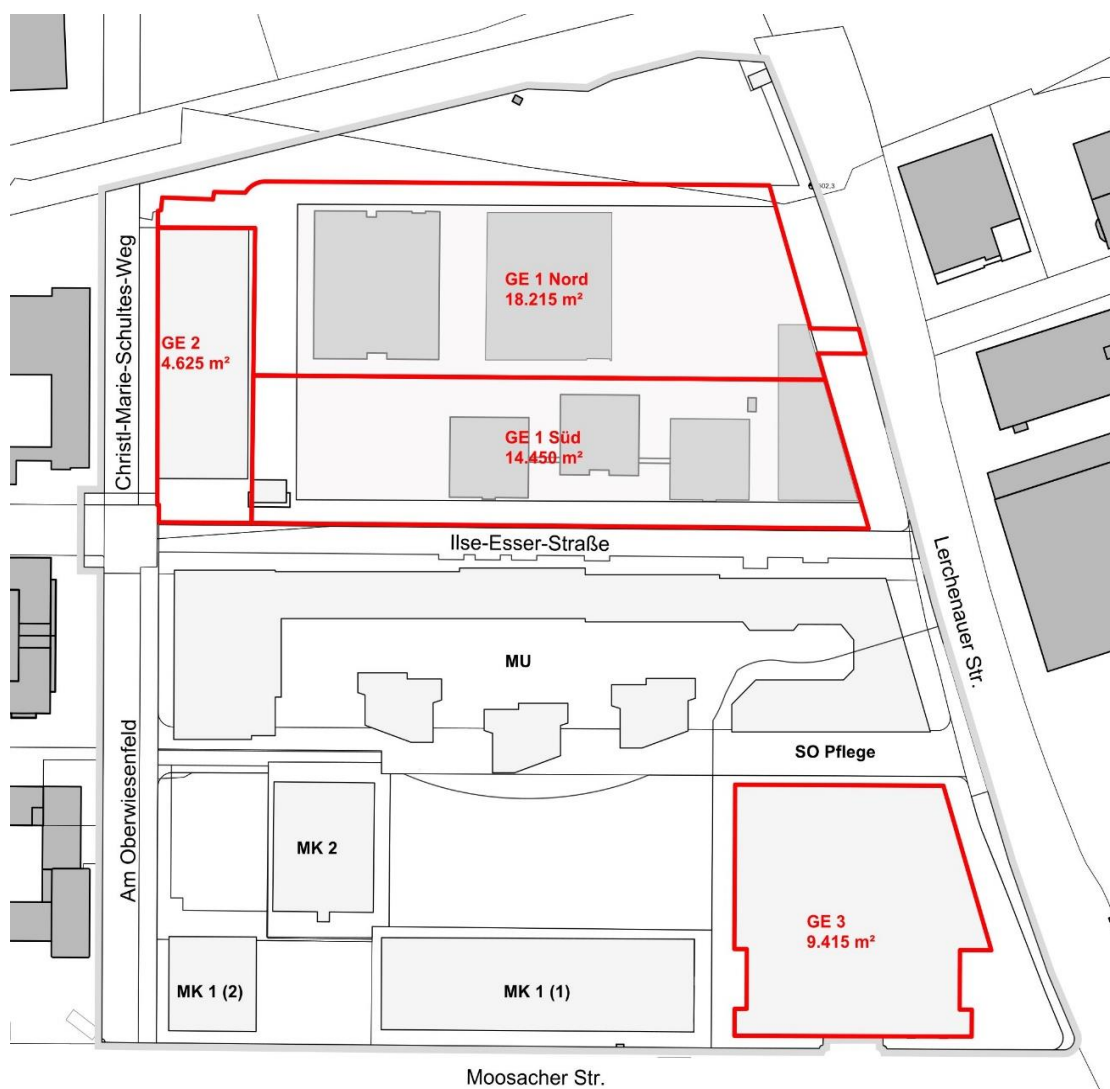 GE 1 Nord
18.215 m²
GE 2
4.625 m²
Christl-Marie-Schultes-Weg
GE 1 Süd
14.450 m²
Ilse-Esser-Straße
Lerchenauer Str.
MU
SO Pflege
Am Oberwiesenfeld
MK 2
GE 3
9.415 m²
MK 1 (2)
MK 1 (1)
Moosacher Str.